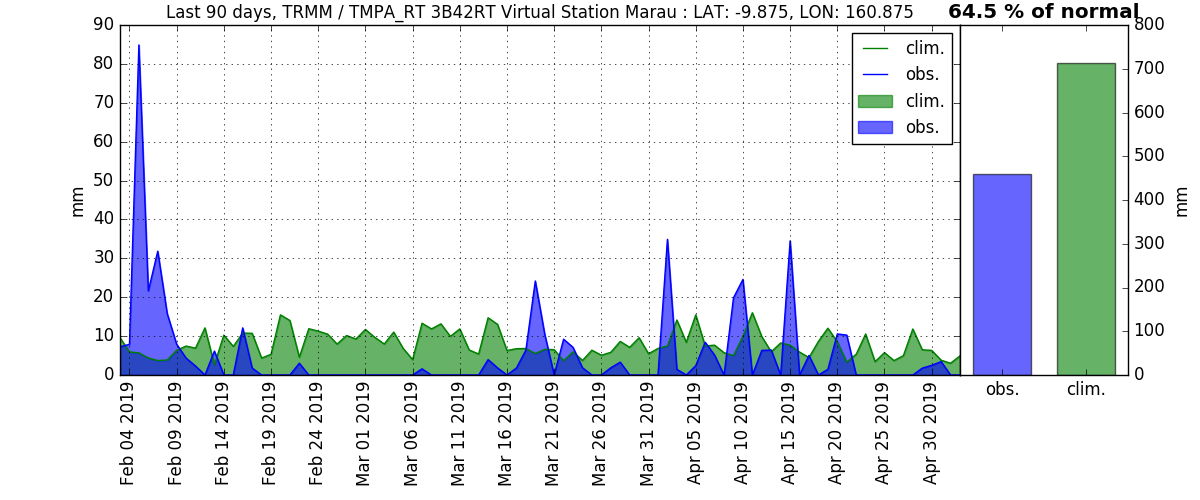 Last 90 days, TRMM / TMPA_RT 3B42RT Virtual Station Marau : LAT: -9.875, LON: 160.875
64.5 % of normal
90
80
70
60
50
40
30
20
10
0
mm
clim.
obs.
clim.
obs.
Feb 04 2019
Feb 09 2019
Feb 14 2019
Feb 19 2019
Feb 24 2019
Mar 01 2019
Mar 06 2019
Mar 11 2019
Mar 16 2019
Mar 21 2019
Mar 26 2019
Mar 31 2019
Apr 05 2019
Apr 10 2019
Apr 15 2019
Apr 20 2019
Apr 25 2019
Apr 30 2019
800
700
600
500
400
300
200
100
0
mm
obs.
clim.